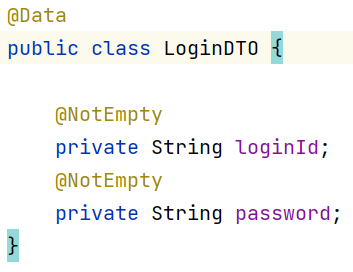 @Data
public class LoginDTO {
@NotEmpty
private String loginId;
@NotEmpty
private String password;
}